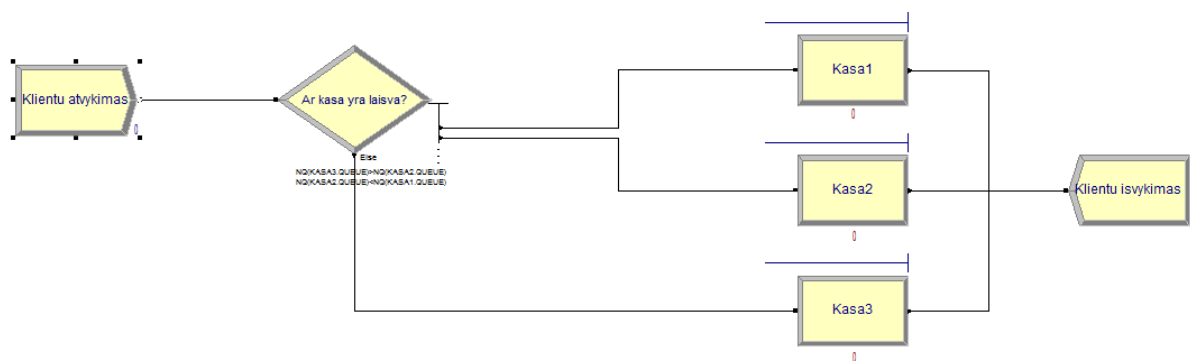 Klientu atvykimas
Ar kasa yra laisva?
Else
NQ(KASA3.QUEUE)>NQ(KASA2.QUEUE)
NQ(KASA2.QUEUE)<NQ(KASA1.QUEUE)
Kasa1
0
Kasa2
0
Kasa3
0
Klientu isvykimas
0